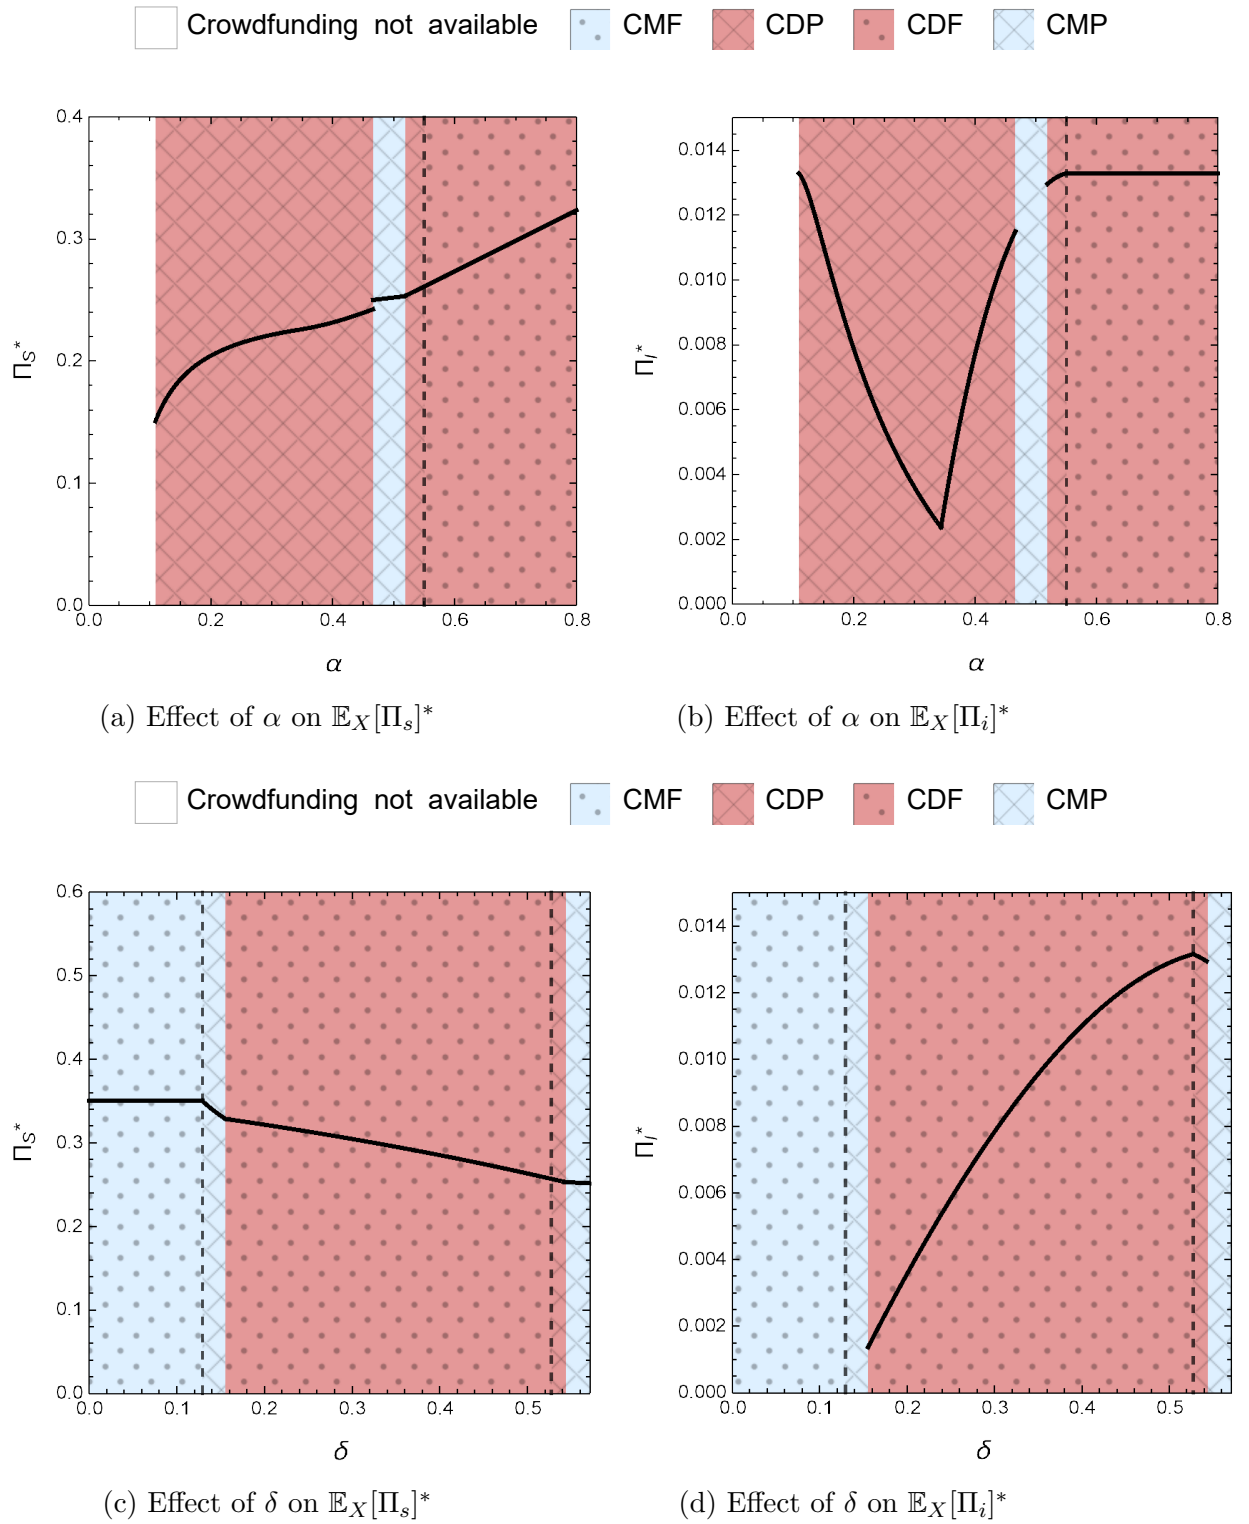 Crowdfunding not available CMF CDP CDF CMP
0.4
0.3
0.2
0.1
0.0
Π_S*
0.0 0.2 0.4 0.6 0.8
α
(a) Effect of α on 𝔼_X[Π_s]*
0.014
0.012
0.010
0.008
0.006
0.004
0.002
0.000
Π_I*
0.0 0.2 0.4 0.6 0.8
α
(b) Effect of α on 𝔼_X[Π_i]*
Crowdfunding not available CMF CDP CDF CMP
0.6
0.5
0.4
0.3
0.2
0.1
0.0
Π_S*
0.0 0.1 0.2 0.3 0.4 0.5
δ
(c) Effect of δ on 𝔼_X[Π_s]*
0.014
0.012
0.010
0.008
0.006
0.004
0.002
0.000
Π_I*
0.0 0.1 0.2 0.3 0.4 0.5
δ
(d) Effect of δ on 𝔼_X[Π_i]*